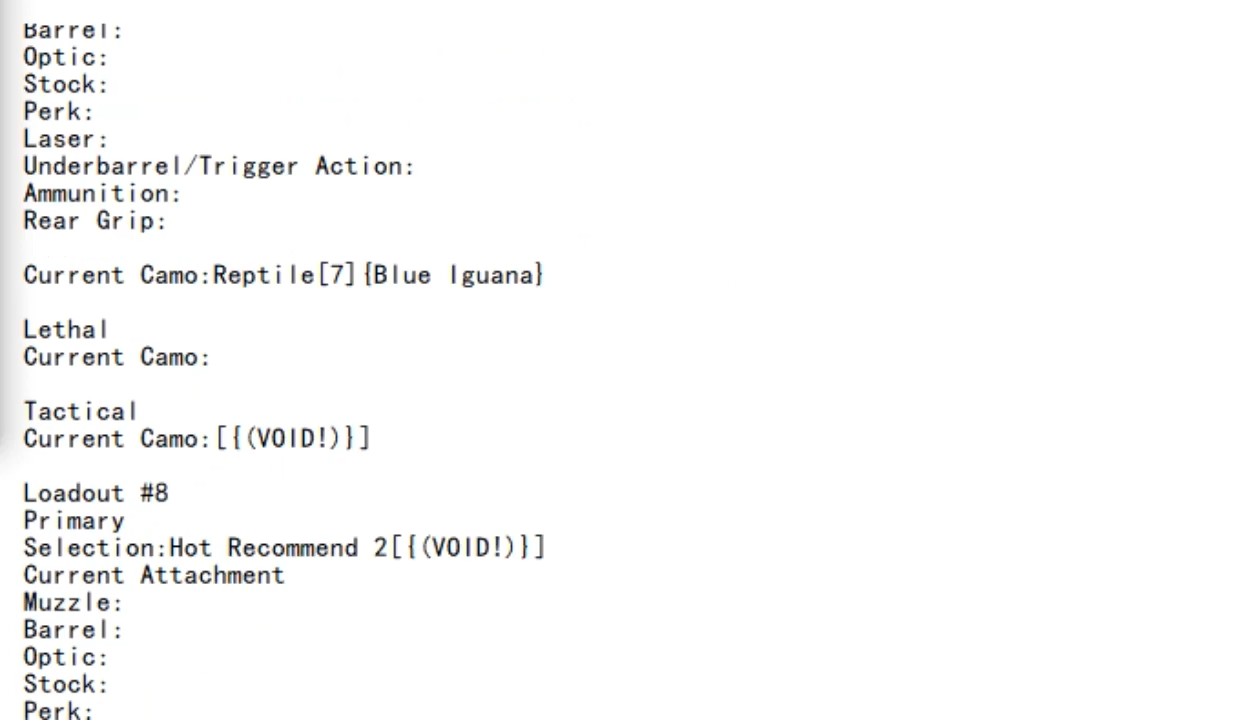 Barrel:
Optic:
Stock:
Perk:
Laser:
Underbarrel/Trigger Action:
Ammunition:
Rear Grip:
Current Camo:Reptile[7]{Blue Iguana}
Lethal
Current Camo:
Tactical
Current Camo:[{(VOID!)}]
Loadout #8
Primary
Selection:Hot Recommend 2[{(VOID!)}]
Current Attachment
Muzzle:
Barrel:
Optic:
Stock:
Perk: